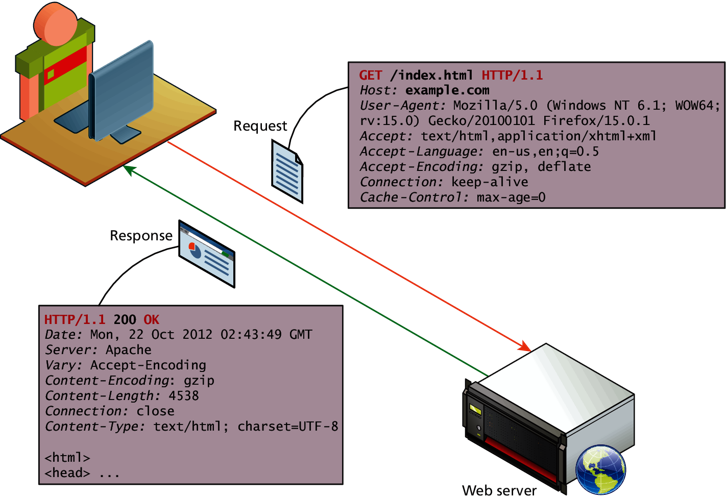 GET /index.html HTTP/1.1
Host: example.com
User-Agent: Mozilla/5.0 (Windows NT 6.1; WOW64;
rv:15.0) Gecko/20100101 Firefox/15.0.1
Accept: text/html,application/xhtml+xml
Accept-Language: en-us,en;q=0.5
Accept-Encoding: gzip, deflate
Connection: keep-alive
Cache-Control: max-age=0
Request
Response
HTTP/1.1 200 OK
Date: Mon, 22 Oct 2012 02:43:49 GMT
Server: Apache
Vary: Accept-Encoding
Content-Encoding: gzip
Content-Length: 4538
Connection: close
Content-Type: text/html; charset=UTF-8
<html>
<head> ...
Web server